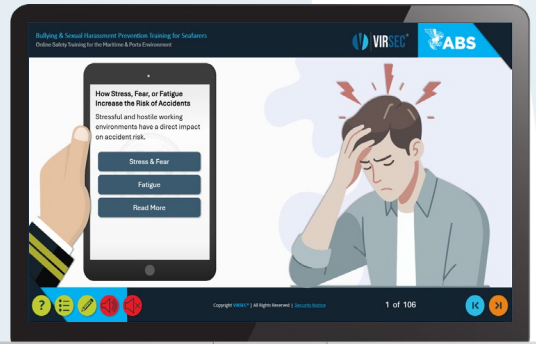 Bullying & Sexual Harassment Prevention Training for Seafarers
Online Safety Training for the Maritime & Ports Environment
VIRSEC®
ABS
How Stress, Fear, or Fatigue
Increase the Risk of Accidents
Stressful and hostile working
environments have a direct impact
on accident risk.
Stress & Fear
Fatigue
Read More
?
Copyright VIRSEC® | All Rights Reserved | Security Notice
1 of 106